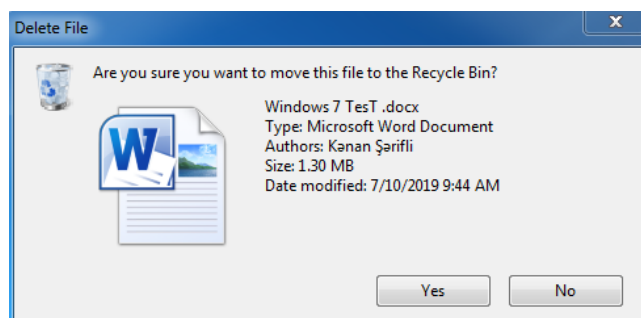 Delete File
Are you sure you want to move this file to the Recycle Bin?
Windows 7 TesT .docx
Type: Microsoft Word Document
Authors: Kənan Şərifli
Size: 1.30 MB
Date modified: 7/10/2019 9:44 AM
W
Yes
No